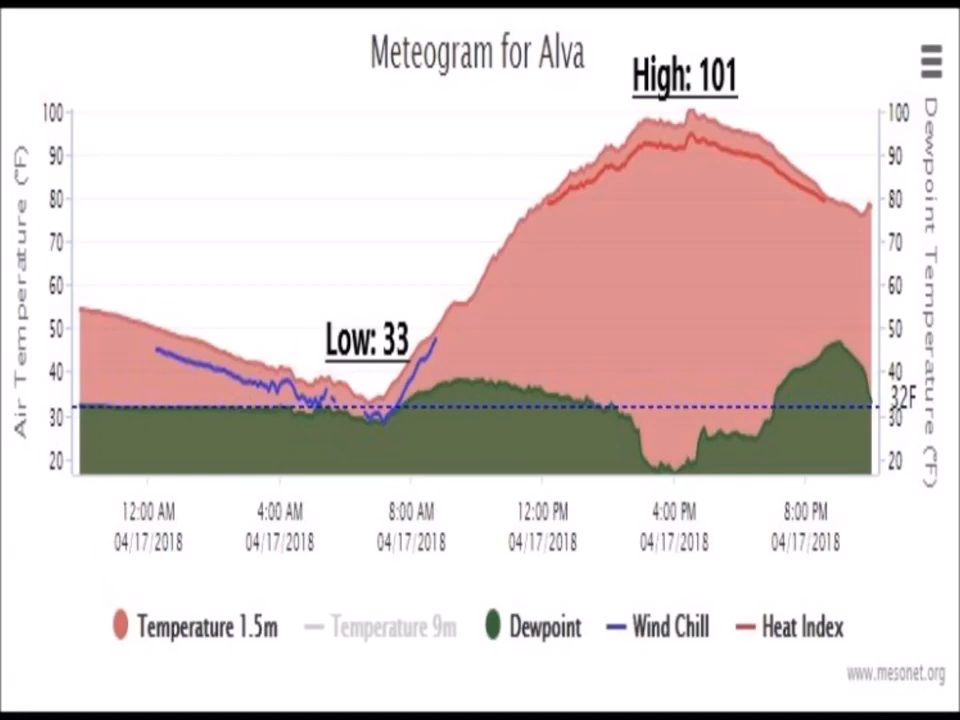 Meteogram for Alva
High: 101
Low: 33
Air Temperature (°F)
100
90
80
70
60
50
40
30
20
Dewpoint Temperature (°F)
100
90
80
70
60
50
40
30
20
32F
12:00 AM 4:00 AM 8:00 AM 12:00 PM 4:00 PM 8:00 PM
04/17/2018 04/17/2018 04/17/2018 04/17/2018 04/17/2018 04/17/2018
Temperature 1.5m Temperature 9m Dewpoint Wind Chill Heat Index
www.mesonet.org